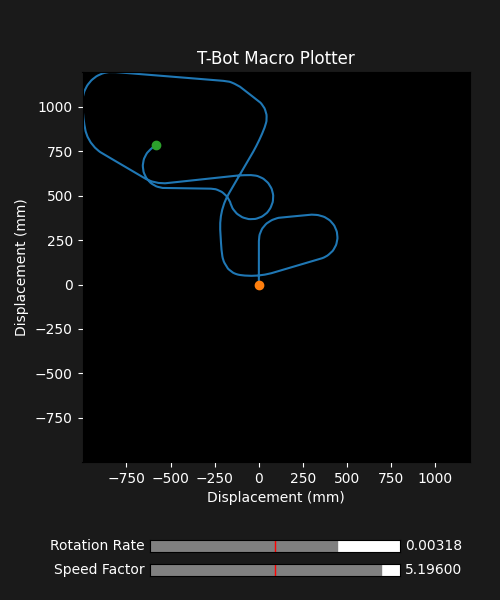 T-Bot Macro Plotter
Displacement (mm)
1000
750
500
250
0
−250
−500
−750
−750 −500 −250 0 250 500 750 1000
Displacement (mm)
Rotation Rate 0.00318
Speed Factor 5.19600